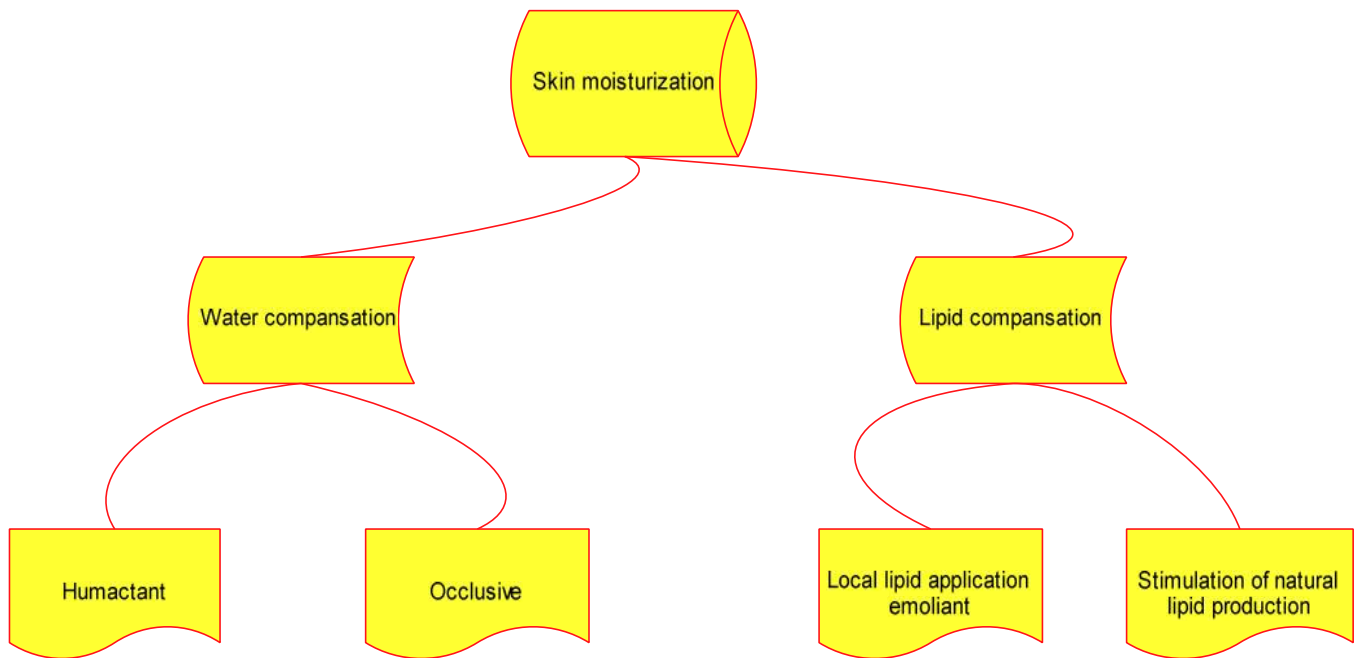 Skin moisturization
Water compansation
Lipid compansation
Humactant
Occlusive
Local lipid application
emoliant
Stimulation of natural
lipid production